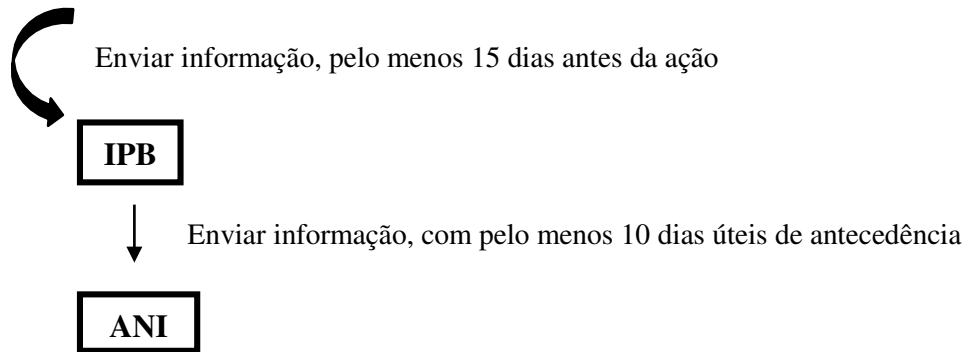 Enviar informação, pelo menos 15 dias antes da ação
IPB
Enviar informação, com pelo menos 10 dias úteis de antecedência
ANI